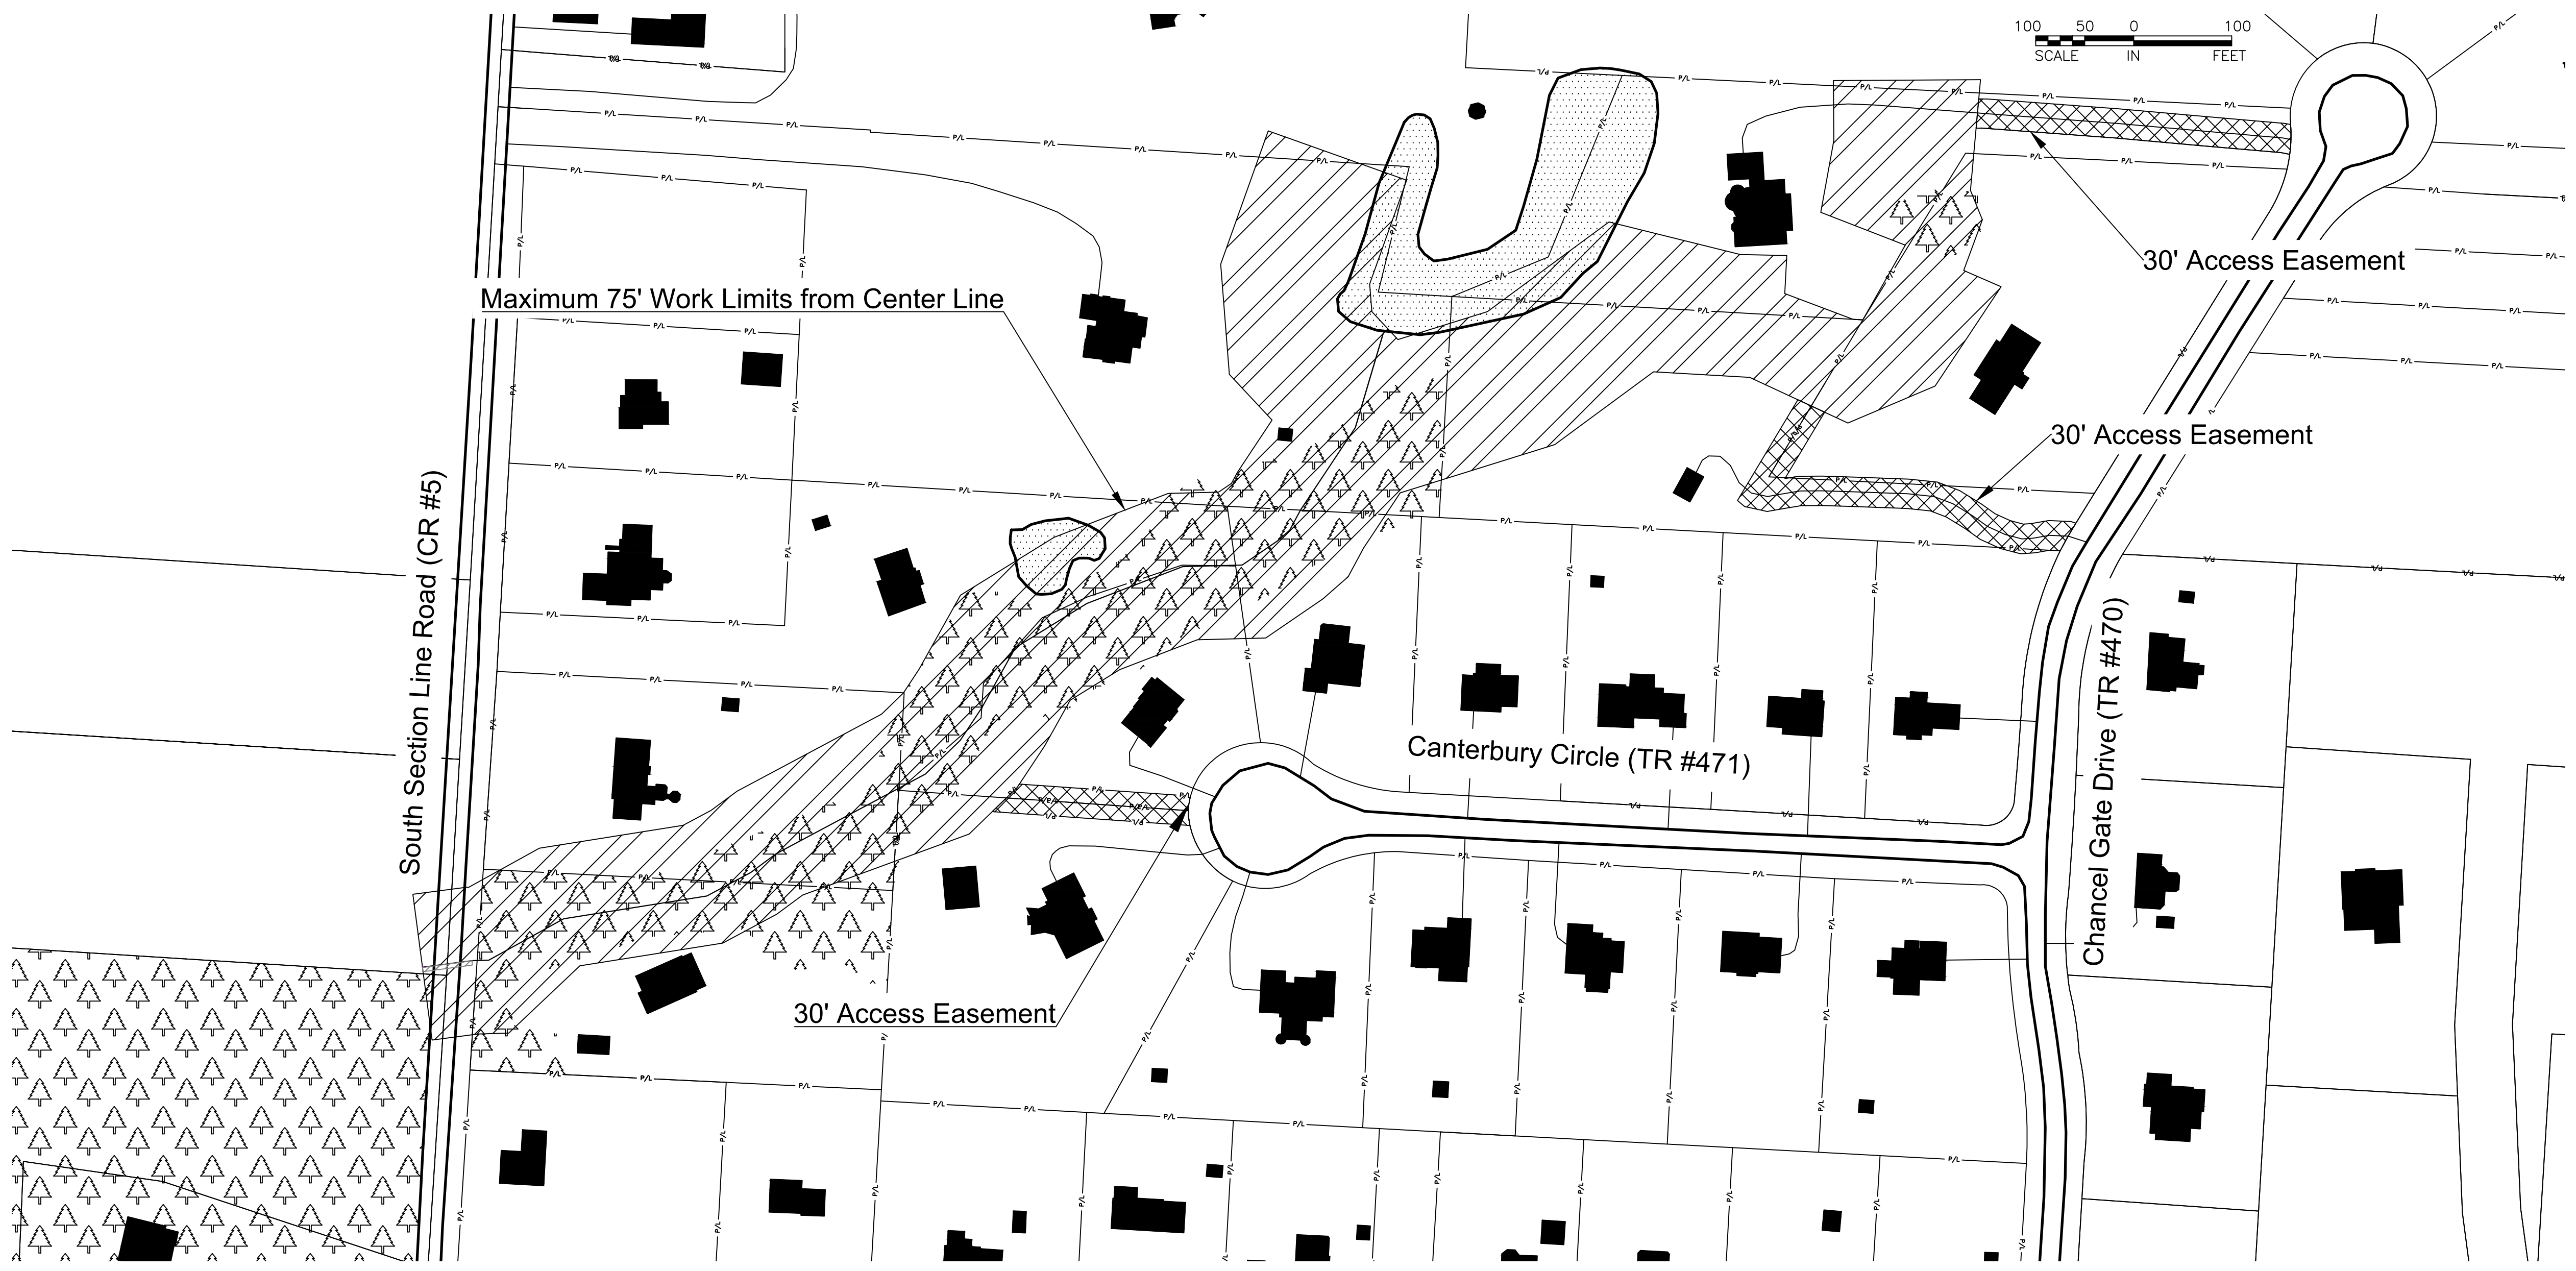 100 50 0 100
SCALE IN FEET
30' Access Easement
Maximum 75' Work Limits from Center Line
30' Access Easement
South Section Line Road (CR #5)
Canterbury Circle (TR #471)
Chancel Gate Drive (TR #470)
30' Access Easement
P/L